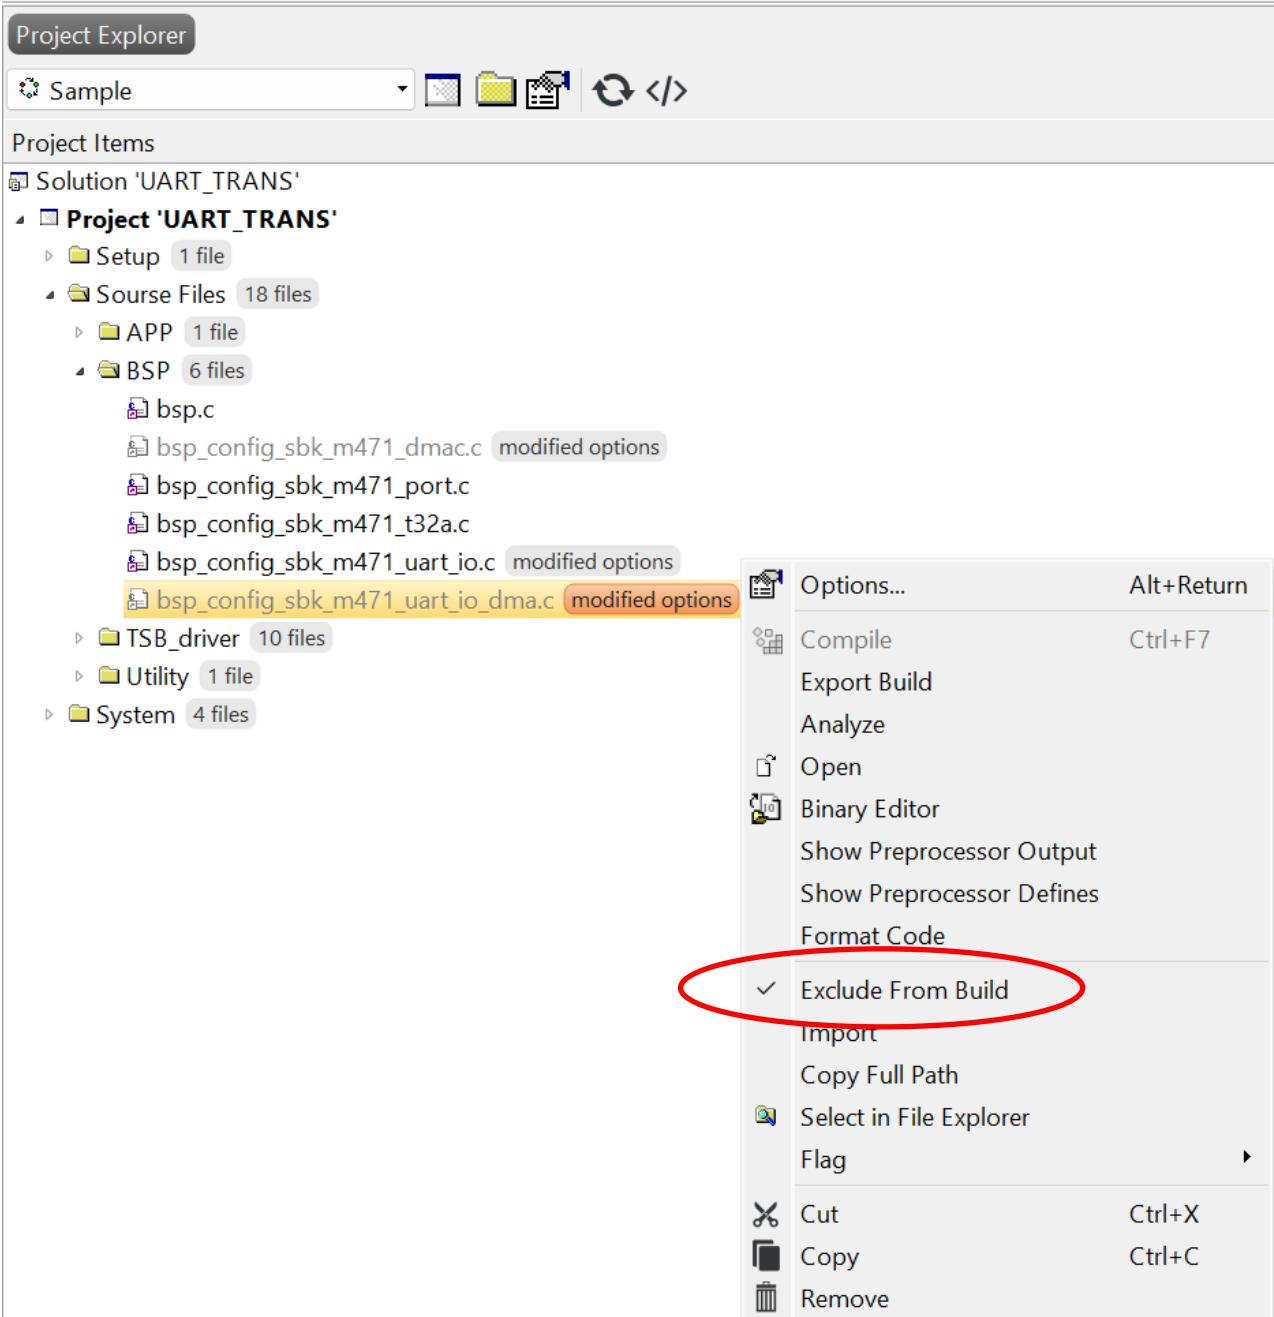 Project Explorer
Sample
Project Items
Solution 'UART_TRANS'
Project 'UART_TRANS'
Setup 1 file
Sourse Files 18 files
APP 1 file
BSP 6 files
bsp.c
bsp_config_sbk_m471_dmac.c modified options
bsp_config_sbk_m471_port.c
bsp_config_sbk_m471_t32a.c
bsp_config_sbk_m471_uart_io.c modified options
bsp_config_sbk_m471_uart_io_dma.c modified options
TSB_driver 10 files
Utility 1 file
System 4 files
Options... Alt+Return
Compile Ctrl+F7
Export Build
Analyze
Open
Binary Editor
Show Preprocessor Output
Show Preprocessor Defines
Format Code
Exclude From Build
Import
Copy Full Path
Select in File Explorer
Flag
Cut Ctrl+X
Copy Ctrl+C
Remove